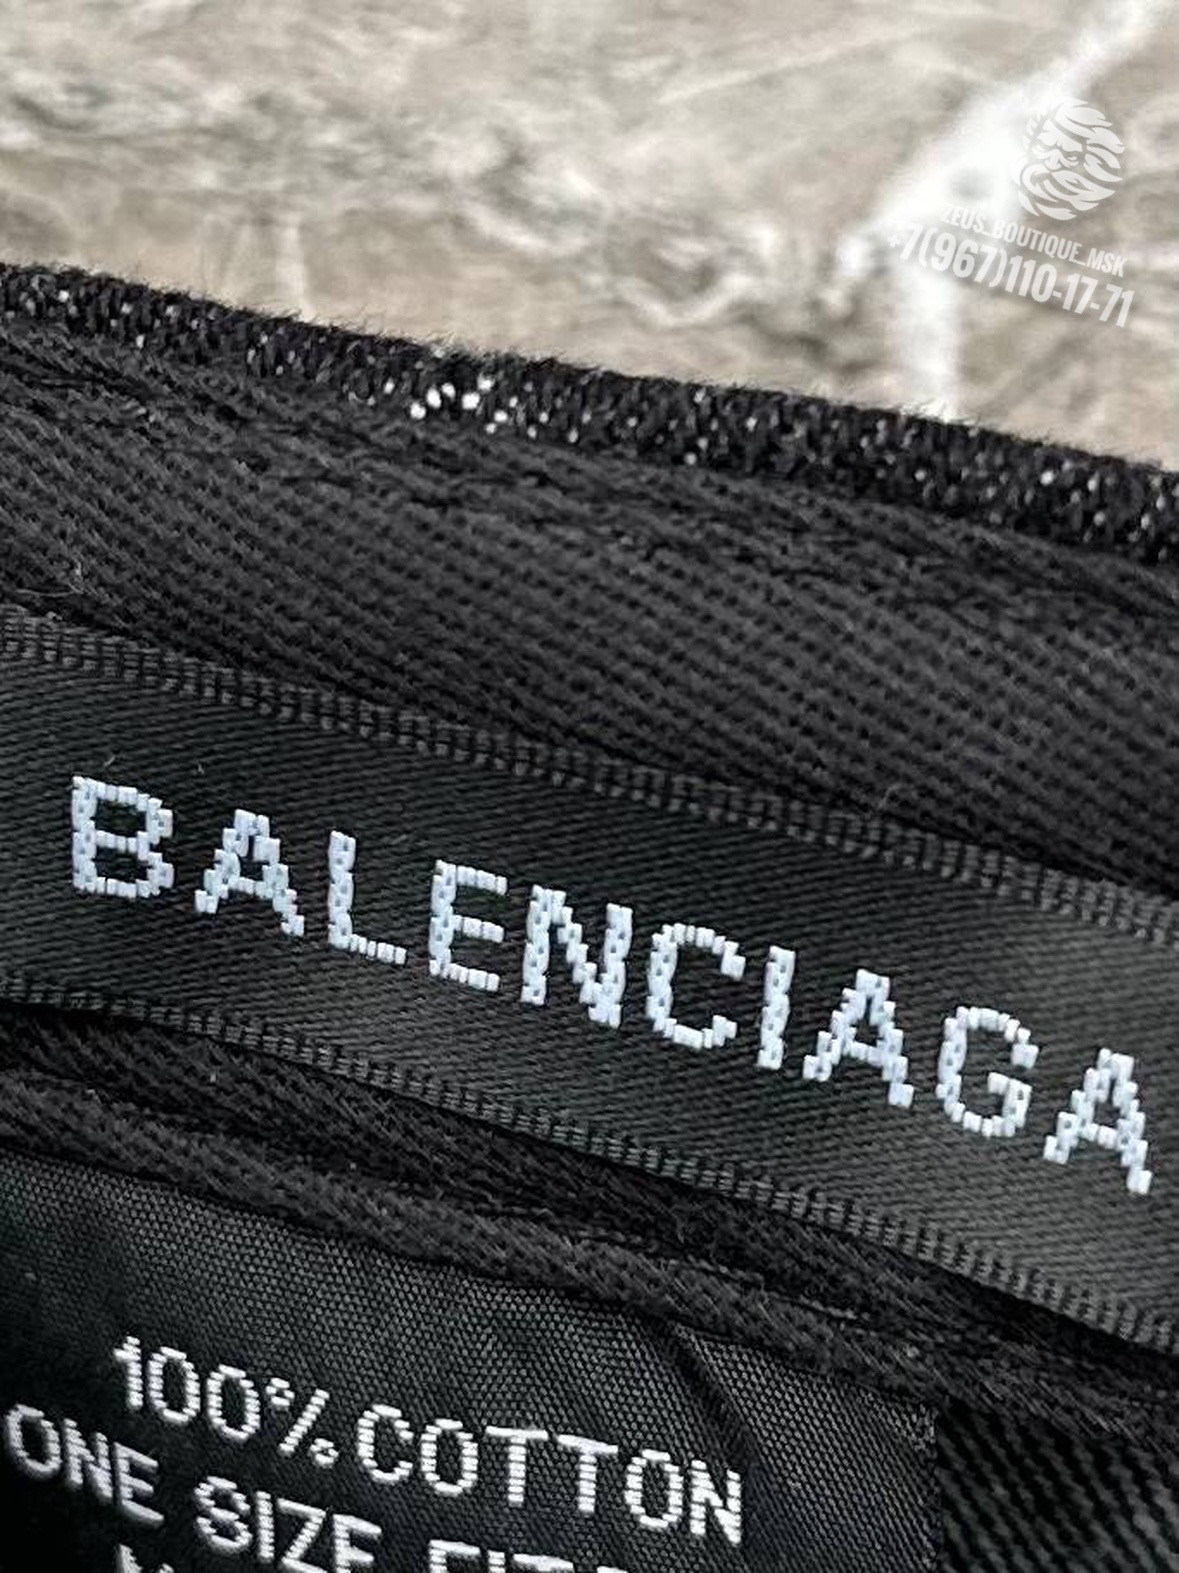 ZEUS_BOUTIQUE_MSK
+7(967)110-17-71
BALENCIAGA
100% COTTON
ONE SIZE